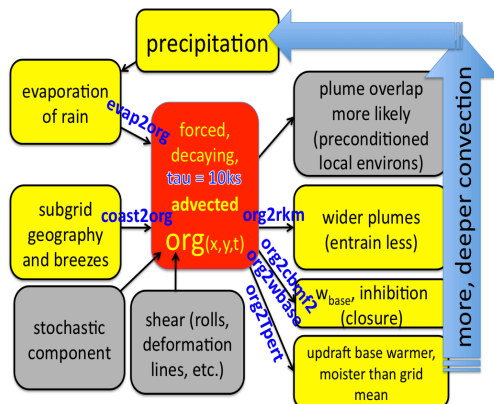 precipitation
evaporation
of rain
evap2org
forced,
decaying,
tau = 10ks
advected
org(x,y,t)
plume overlap
more likely
(preconditioned
local environs)
subgrid
geography
and breezes
coast2org
org2rkm
wider plumes
(entrain less)
org2cbmf2
org2wbase
org2Tpert
wbase, inhibition
(closure)
stochastic
component
shear (rolls,
deformation
lines, etc.)
updraft base warmer,
moister than grid
mean
more, deeper convection